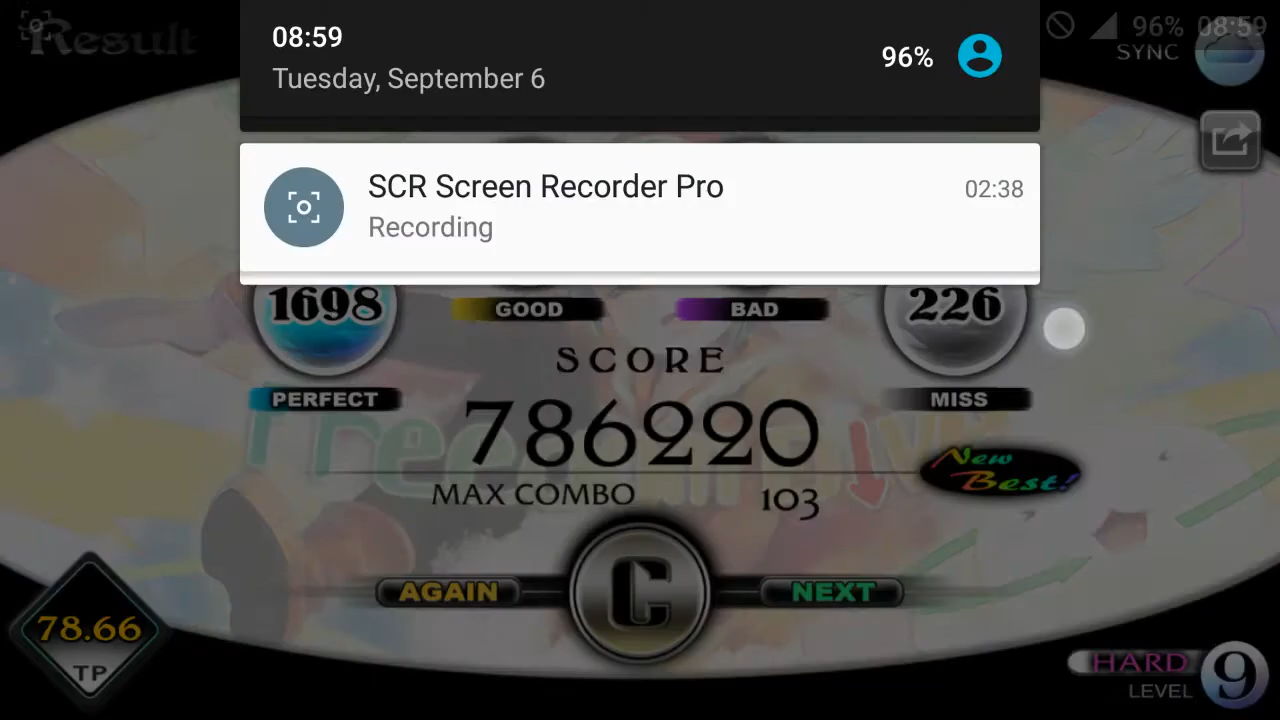 Result
08:59
Tuesday, September 6
96%
96% 08:59
SYNC
SCR Screen Recorder Pro
02:38
Recording
1698
GOOD
BAD
226
SCORE
PERFECT
MISS
786220
New Best!
MAX COMBO
103
AGAIN
C
NEXT
78.66
TP
HARD
9
LEVEL